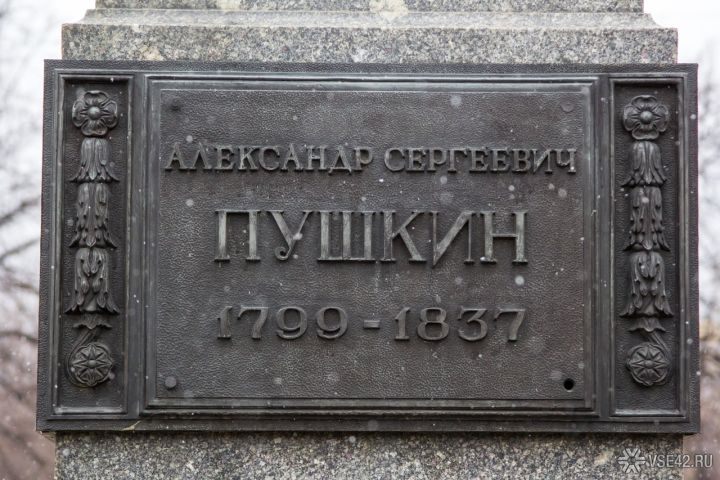 АЛЕКСАНДР СЕРГЕЕВИЧ
ПУШКИН
1799-1837
VSE42.RU